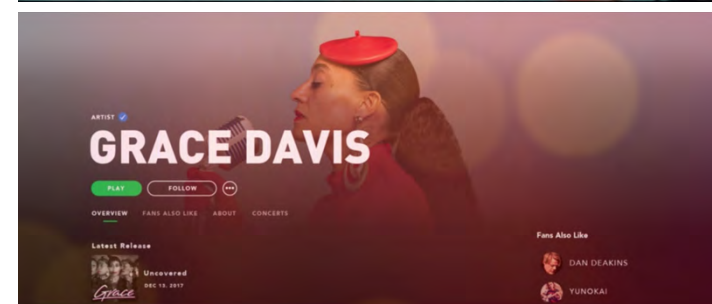 ARTIST
GRACE DAVIS
PLAY FOLLOW
OVERVIEW FANS ALSO LIKE ABOUT CONCERTS
Latest Release
Uncovered
DEC 15, 2017
Grace
Fans Also Like
DAN DEAKINS
YUNOKAI